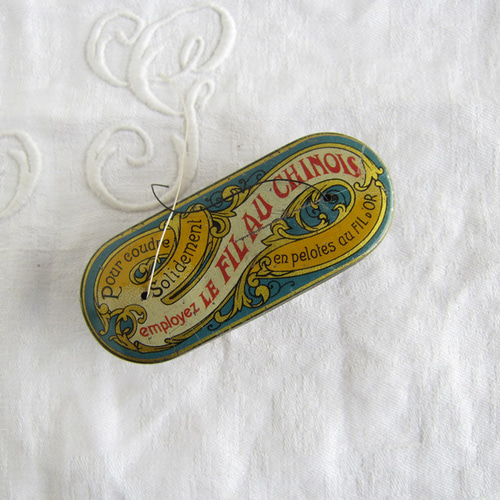 Pour coudre
Solidement
employez LE FIL AU CHINOIS
en pelotes au FIL D'OR
G